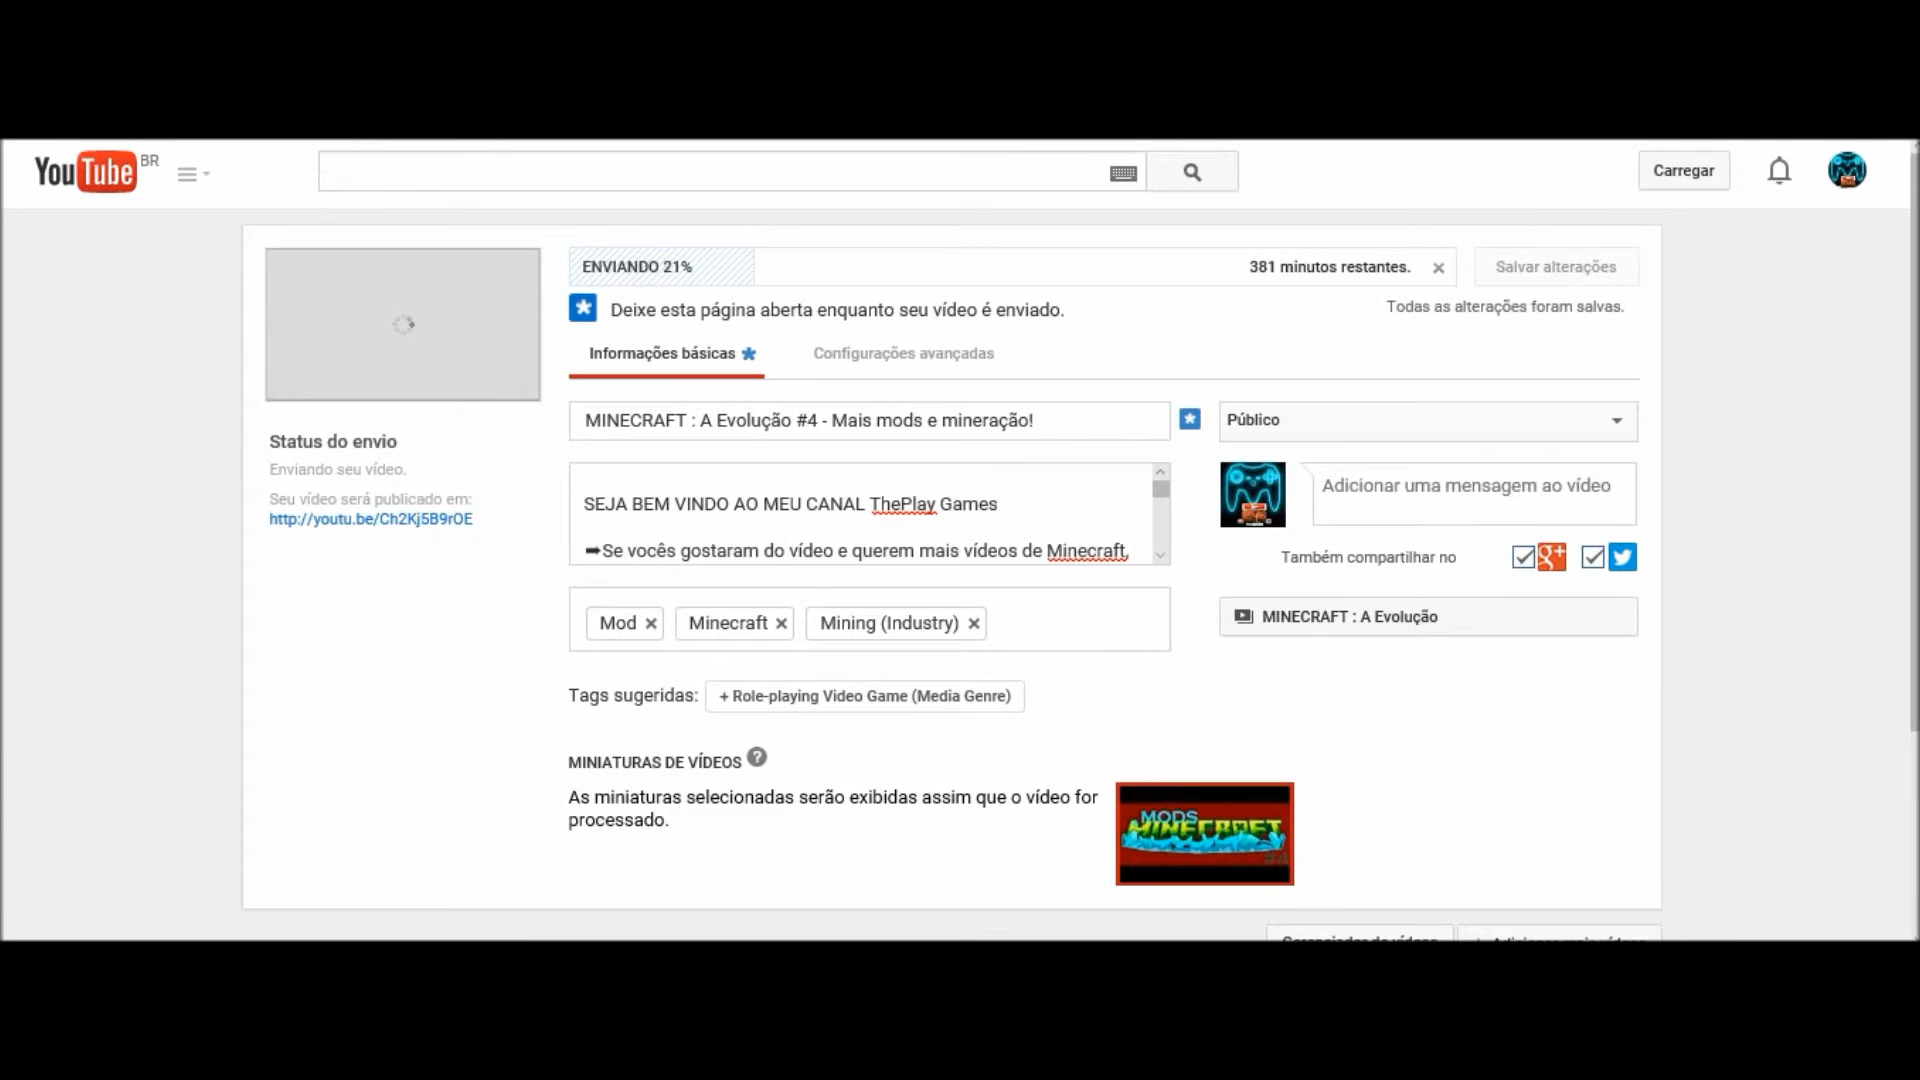 YouTube BR
Carregar
ENVIANDO 21%
381 minutos restantes.
Salvar alterações
Deixe esta página aberta enquanto seu vídeo é enviado.
Todas as alterações foram salvas.
Informações básicas
Configurações avançadas
MINECRAFT : A Evolução #4 - Mais mods e mineração!
Público
Status do envio
Enviando seu vídeo.
Seu vídeo será publicado em:
http://youtu.be/Ch2Kj5B9rOE
SEJA BEM VINDO AO MEU CANAL ThePlay Games
➡Se vocês gostaram do vídeo e querem mais vídeos de Minecraft,
Adicionar uma mensagem ao vídeo
Também compartilhar no
g+
Mod × Minecraft × Mining (Industry) ×
MINECRAFT : A Evolução
Tags sugeridas: + Role-playing Video Game (Media Genre)
MINIATURAS DE VÍDEOS ?
As miniaturas selecionadas serão exibidas assim que o vídeo for
processado.
MODS
MINECRAFT
#4